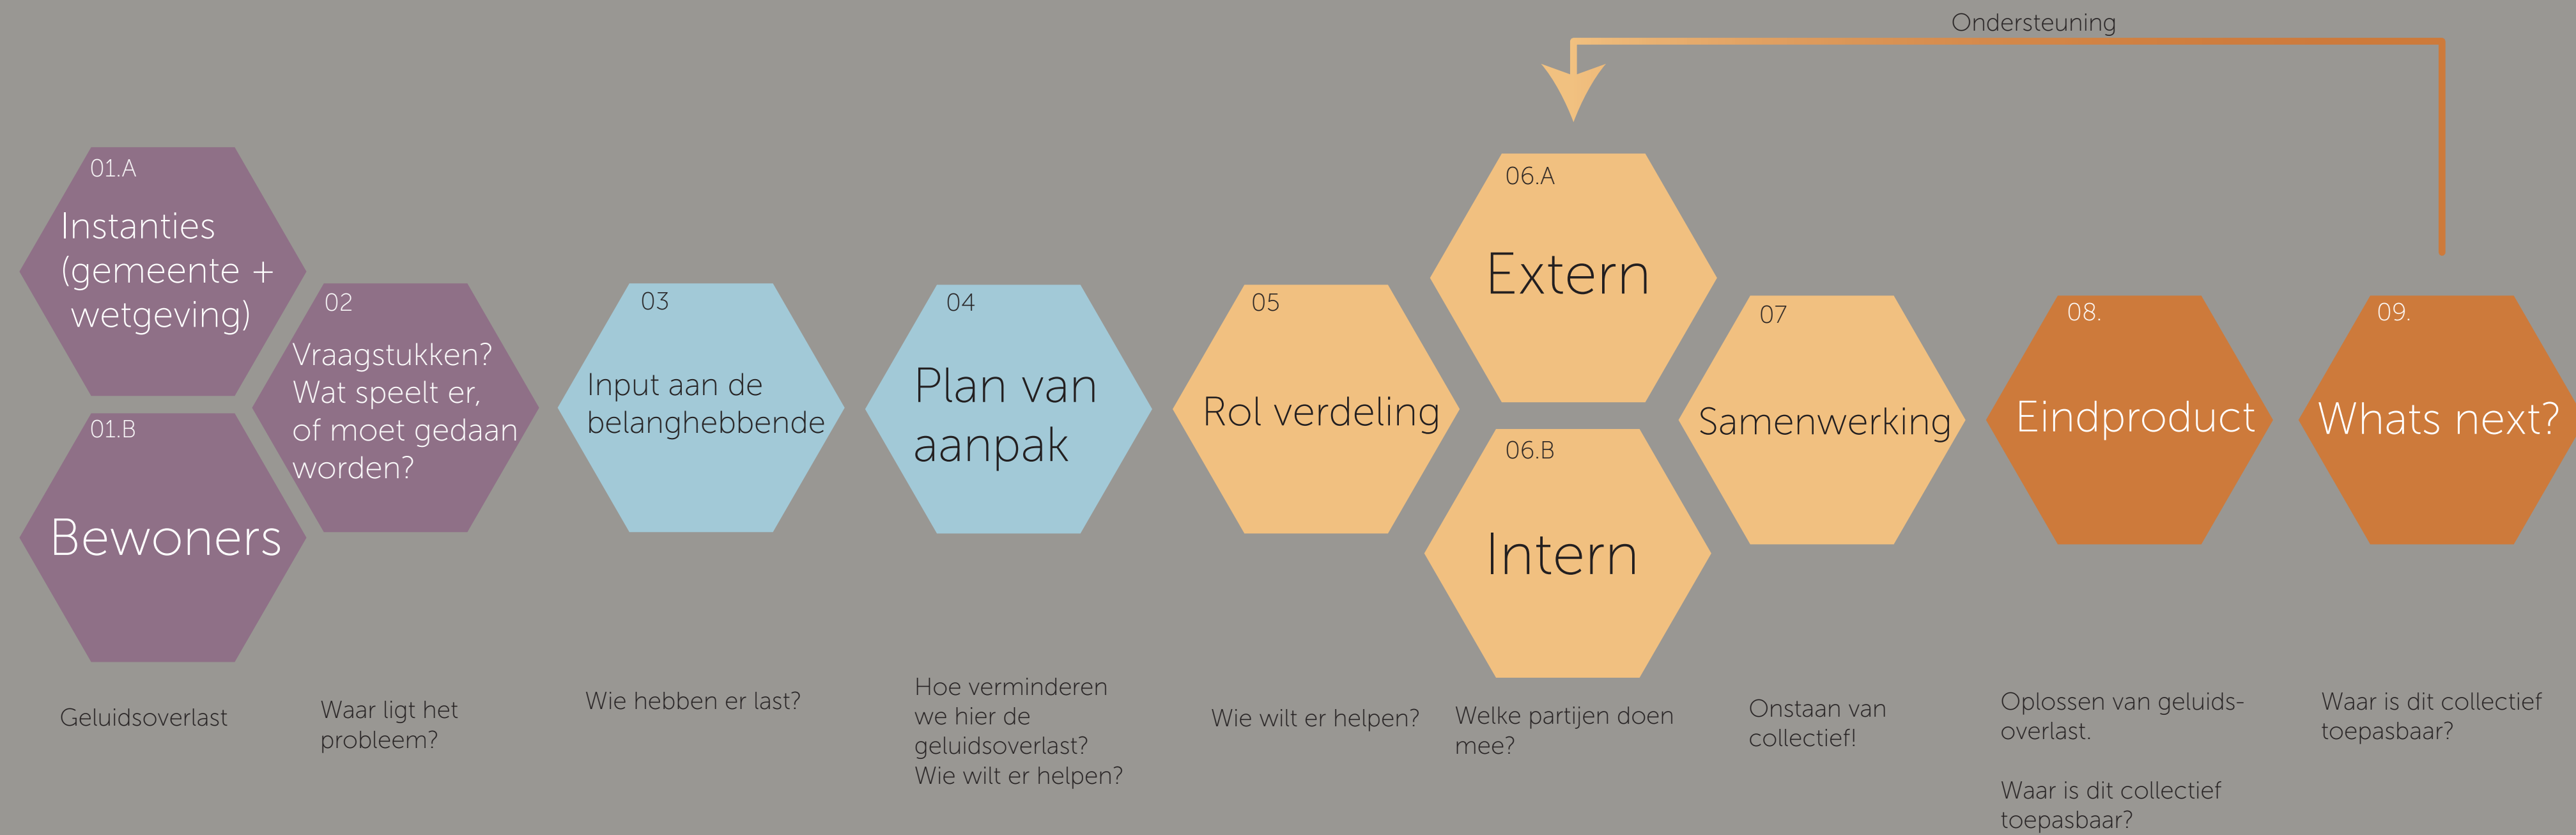 Ondersteuning
01.A
Instanties
(gemeente +
wetgeving)
01.B
Bewoners
02
Vraagstukken?
Wat speelt er,
of moet gedaan
worden?
03
Input aan de
belanghebbende
04
Plan van
aanpak
05
Rol verdeling
06.A
Extern
06.B
Intern
07
Samenwerking
08.
Eindproduct
09.
Whats next?
Geluidsoverlast
Waar ligt het
probleem?
Wie hebben er last?
Hoe verminderen
we hier de
geluidsoverlast?
Wie wilt er helpen?
Wie wilt er helpen?
Welke partijen doen
mee?
Onstaan van
collectief!
Oplossen van geluids-
overlast.
Waar is dit collectief
toepasbaar?
Waar is dit collectief
toepasbaar?